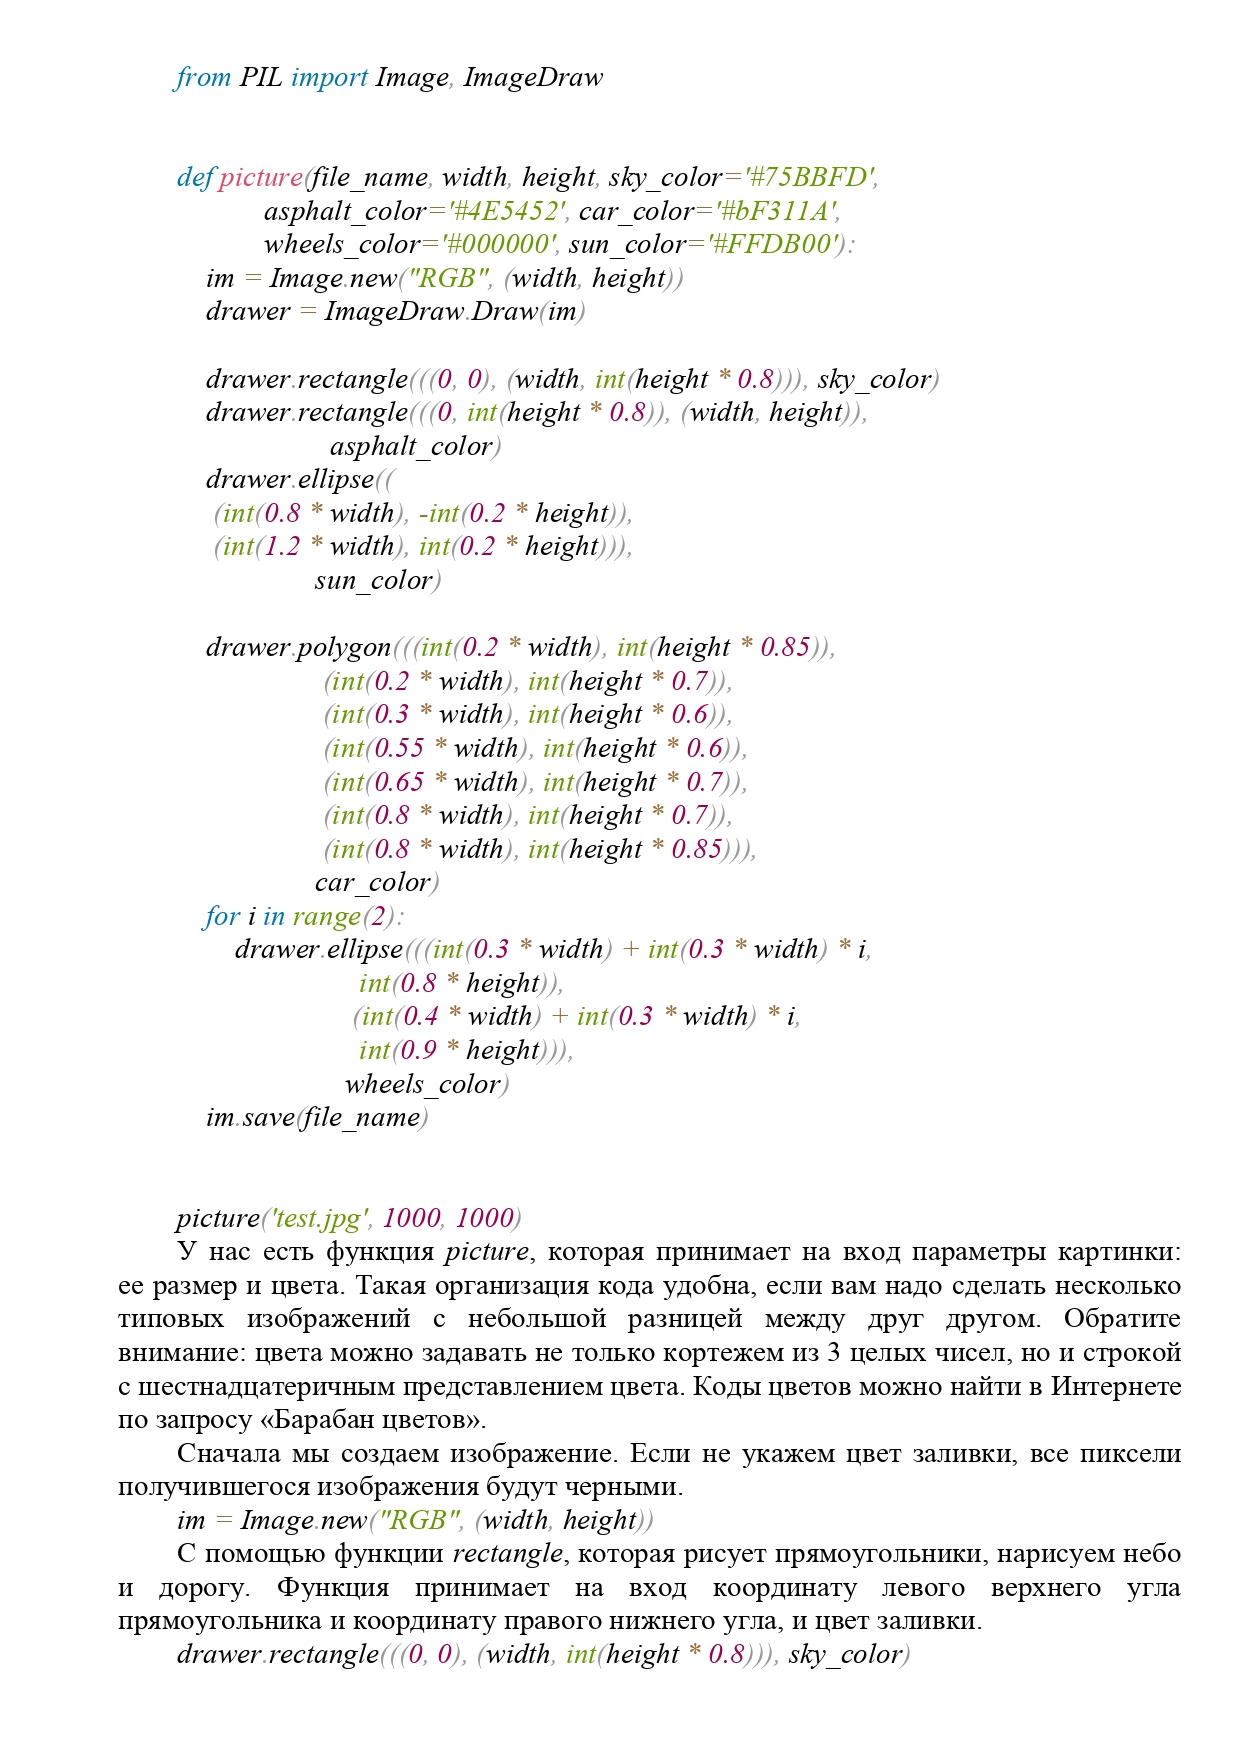 from PIL import Image, ImageDraw
def picture(file_name, width, height, sky_color='#75BBFD',
asphalt_color='#4E5452', car_color='#bF311A',
wheels_color='#000000', sun_color='#FFDB00'):
im = Image.new("RGB", (width, height))
drawer = ImageDraw.Draw(im)
drawer.rectangle(((0, 0), (width, int(height * 0.8))), sky_color)
drawer.rectangle(((0, int(height * 0.8)), (width, height)),
asphalt_color)
drawer.ellipse((
(int(0.8 * width), -int(0.2 * height)),
(int(1.2 * width), int(0.2 * height))),
sun_color)
drawer.polygon(((int(0.2 * width), int(height * 0.85)),
(int(0.2 * width), int(height * 0.7)),
(int(0.3 * width), int(height * 0.6)),
(int(0.55 * width), int(height * 0.6)),
(int(0.65 * width), int(height * 0.7)),
(int(0.8 * width), int(height * 0.7)),
(int(0.8 * width), int(height * 0.85))),
car_color)
for i in range(2):
drawer.ellipse(((int(0.3 * width) + int(0.3 * width) * i,
int(0.8 * height)),
(int(0.4 * width) + int(0.3 * width) * i,
int(0.9 * height))),
wheels_color)
im.save(file_name)
picture('test.jpg', 1000, 1000)
У нас есть функция picture, которая принимает на вход параметры картинки:
ее размер и цвета. Такая организация кода удобна, если вам надо сделать несколько
типовых изображений с небольшой разницей между друг другом. Обратите
внимание: цвета можно задавать не только кортежем из 3 целых чисел, но и строкой
с шестнадцатеричным представлением цвета. Коды цветов можно найти в Интернете
по запросу «Барабан цветов».
Сначала мы создаем изображение. Если не укажем цвет заливки, все пиксели
получившегося изображения будут черными.
im = Image.new("RGB", (width, height))
С помощью функции rectangle, которая рисует прямоугольники, нарисуем небо
и дорогу. Функция принимает на вход координату левого верхнего угла
прямоугольника и координату правого нижнего угла, и цвет заливки.
drawer.rectangle(((0, 0), (width, int(height * 0.8))), sky_color)